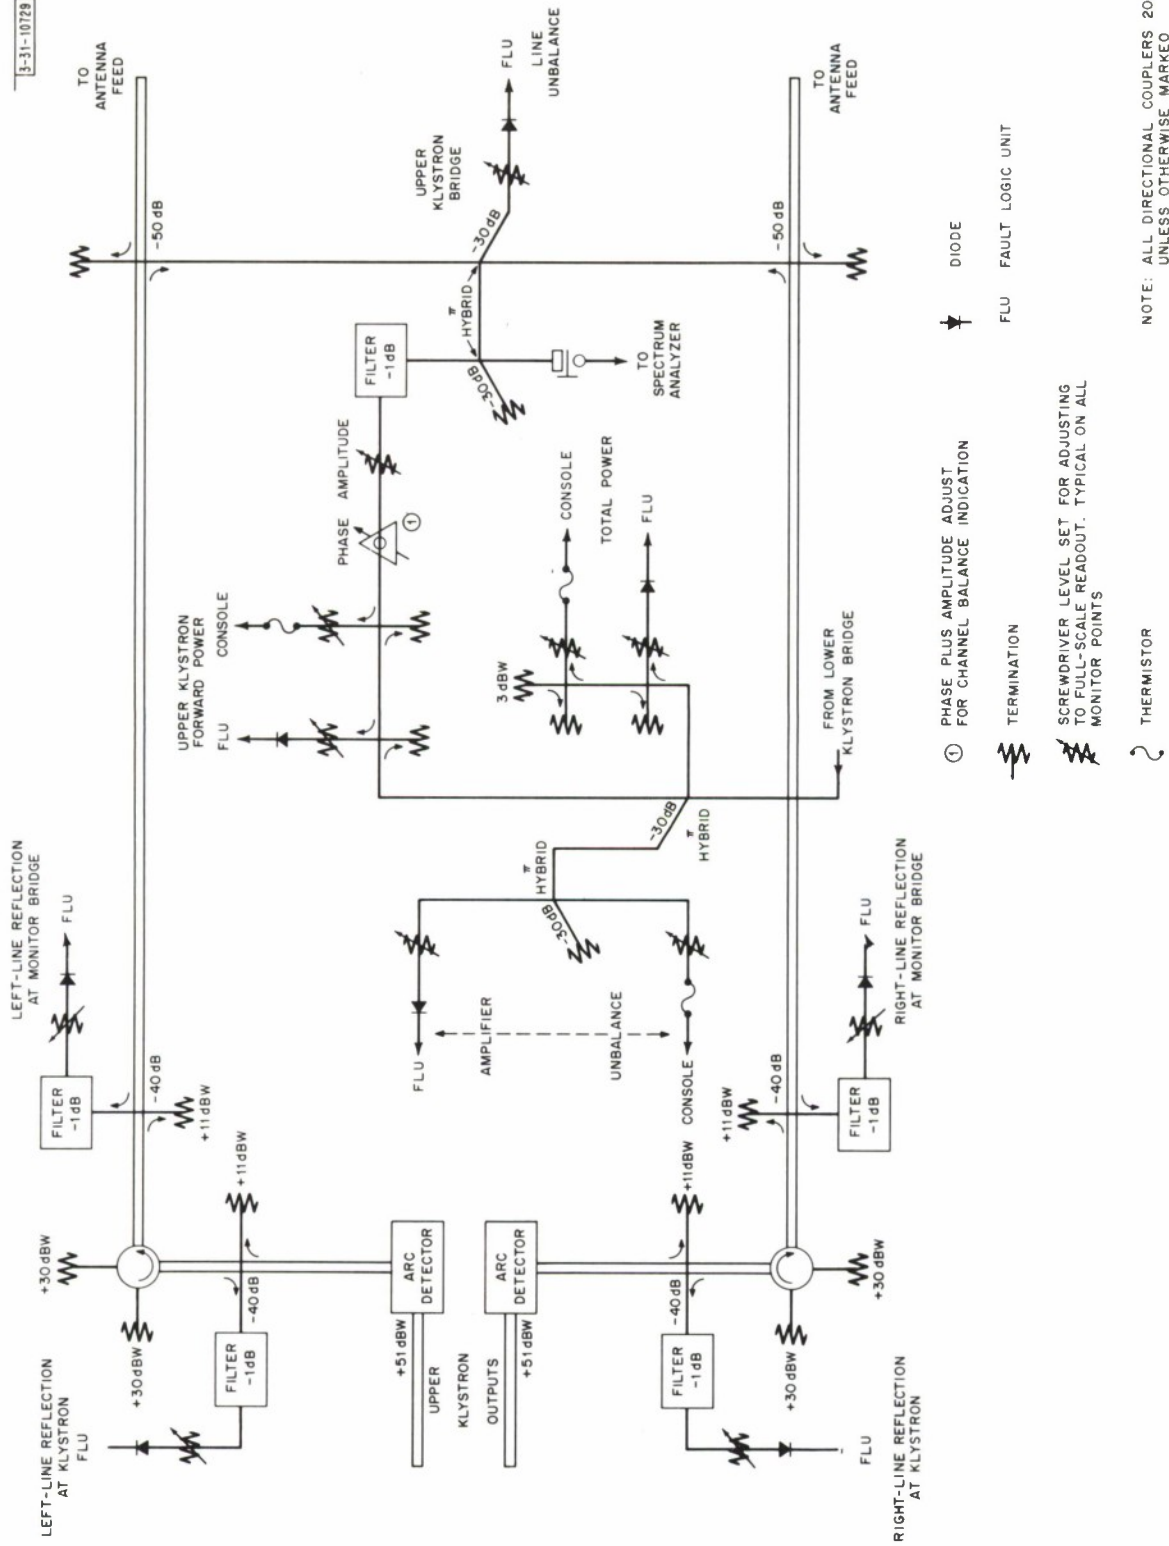 3-31-10729
TO
ANTENNA
FEED
-50 dB
UPPER
KLYSTRON
BRIDGE
-30dB
FLU
LINE
UNBALANCE
-50 dB
TO
ANTENNA
FEED
π
HYBRID
FILTER
-1dB
-30dB
TO
SPECTRUM
ANALYZER
AMPLITUDE
PHASE
①
UPPER KLYSTRON
FORWARD POWER
CONSOLE
FLU
CONSOLE
TOTAL POWER
FLU
3dBW
FROM LOWER
KLYSTRON BRIDGE
-30dB
π
HYBRID
π
HYBRID
-30dB
FLU
AMPLIFIER
UNBALANCE
CONSOLE
LEFT-LINE REFLECTION
AT MONITOR BRIDGE
FLU
FILTER
-1dB
-40dB
+11dBW
RIGHT-LINE REFLECTION
AT MONITOR BRIDGE
FLU
FILTER
-1dB
-40dB
+11dBW
+30dBW
+30dBW
+11dBW
-40dB
FILTER
-1dB
LEFT-LINE REFLECTION
AT KLYSTRON
FLU
ARC
DETECTOR
+51dBW
UPPER
KLYSTRON
OUTPUTS
ARC
DETECTOR
+51dBW
+11dBW
-40dB
FILTER
-1dB
+30dBW
+30dBW
RIGHT-LINE REFLECTION
AT KLYSTRON
FLU
① PHASE PLUS AMPLITUDE ADJUST
FOR CHANNEL BALANCE INDICATION
TERMINATION
SCREWDRIVER LEVEL SET FOR ADJUSTING
TO FULL-SCALE READOUT. TYPICAL ON ALL
MONITOR POINTS
THERMISTOR
DIODE
FLU FAULT LOGIC UNIT
NOTE: ALL DIRECTIONAL COUPLERS 20
UNLESS OTHERWISE MARKED